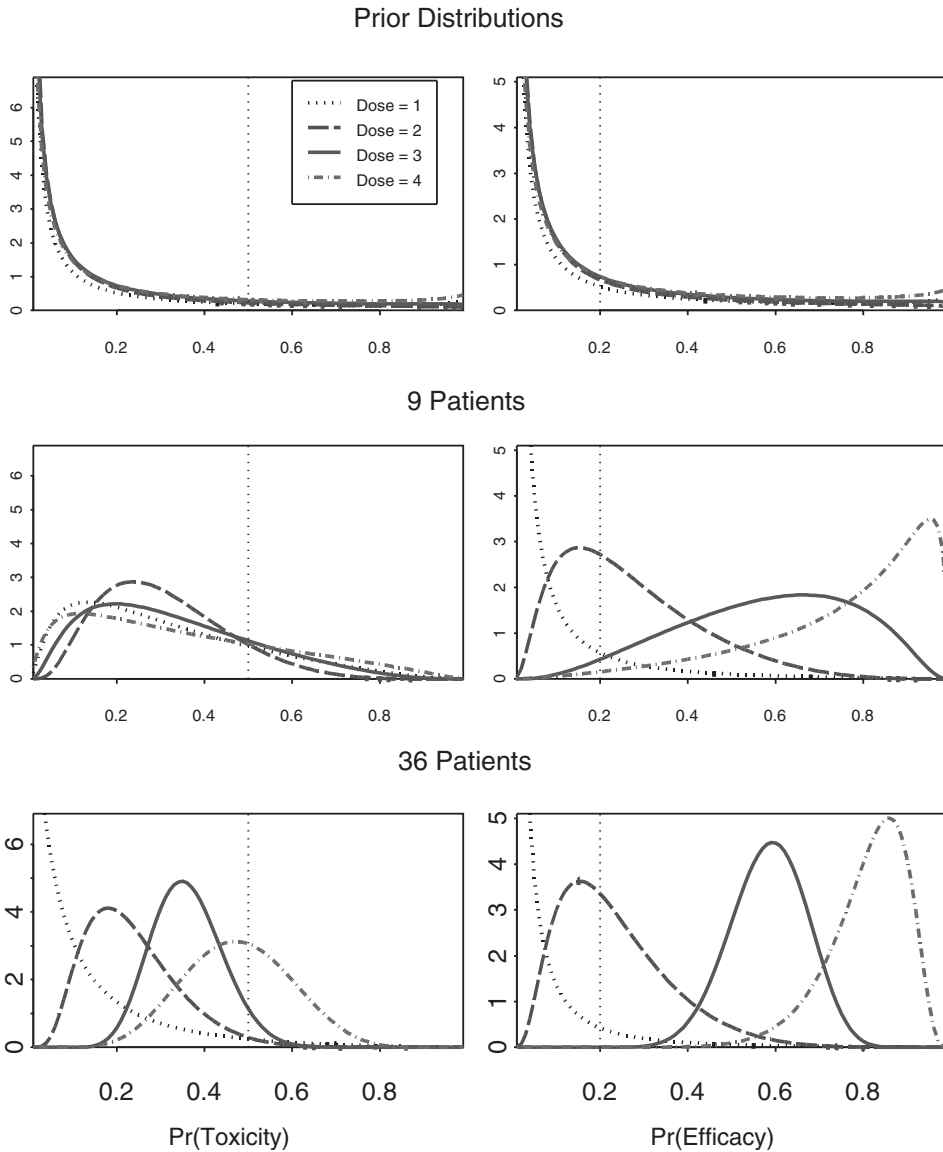 Prior Distributions
0 1 2 3 4 5 6
Dose = 1
Dose = 2
Dose = 3
Dose = 4
0.2 0.4 0.6 0.8
0 1 2 3 4 5
0.2 0.4 0.6 0.8
9 Patients
0 1 2 3 4 5 6
0.2 0.4 0.6 0.8
0 1 2 3 4 5
0.2 0.4 0.6 0.8
36 Patients
0 2 4 6
0.2 0.4 0.6 0.8
Pr(Toxicity)
0 1 2 3 4 5
0.2 0.4 0.6 0.8
Pr(Efficacy)